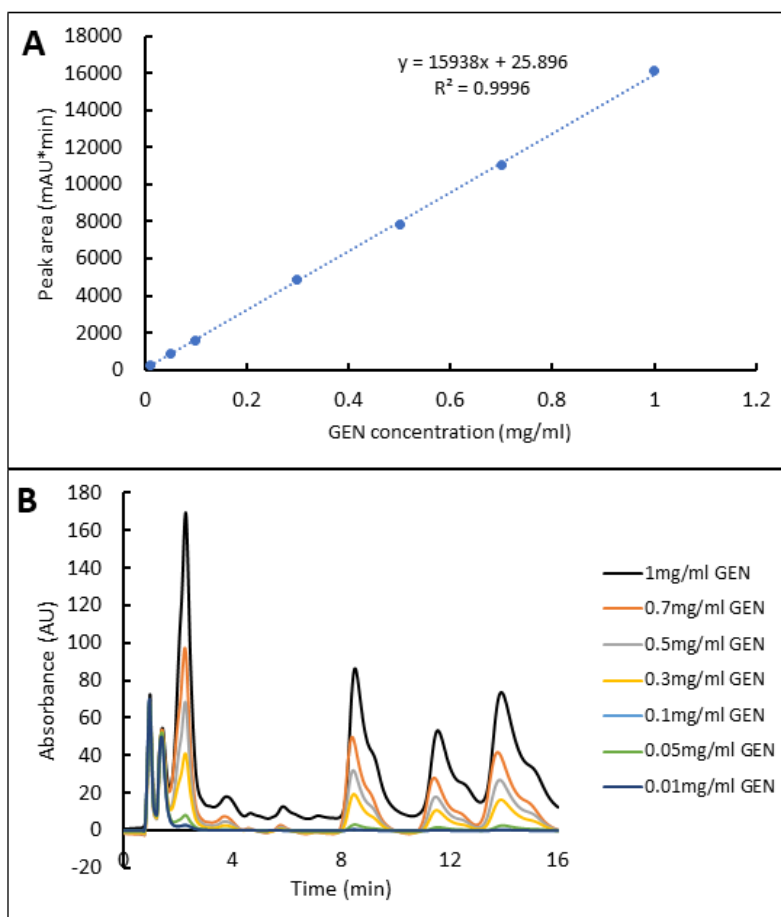 A
y = 15938x + 25.896
R² = 0.9996
Peak area (mAU*min)
18000
16000
14000
12000
10000
8000
6000
4000
2000
0
0 0.2 0.4 0.6 0.8 1 1.2
GEN concentration (mg/ml)
B
Absorbance (AU)
180
160
140
120
100
80
60
40
20
0
-20
0 4 8 12 16
Time (min)
1mg/ml GEN
0.7mg/ml GEN
0.5mg/ml GEN
0.3mg/ml GEN
0.1mg/ml GEN
0.05mg/ml GEN
0.01mg/ml GEN